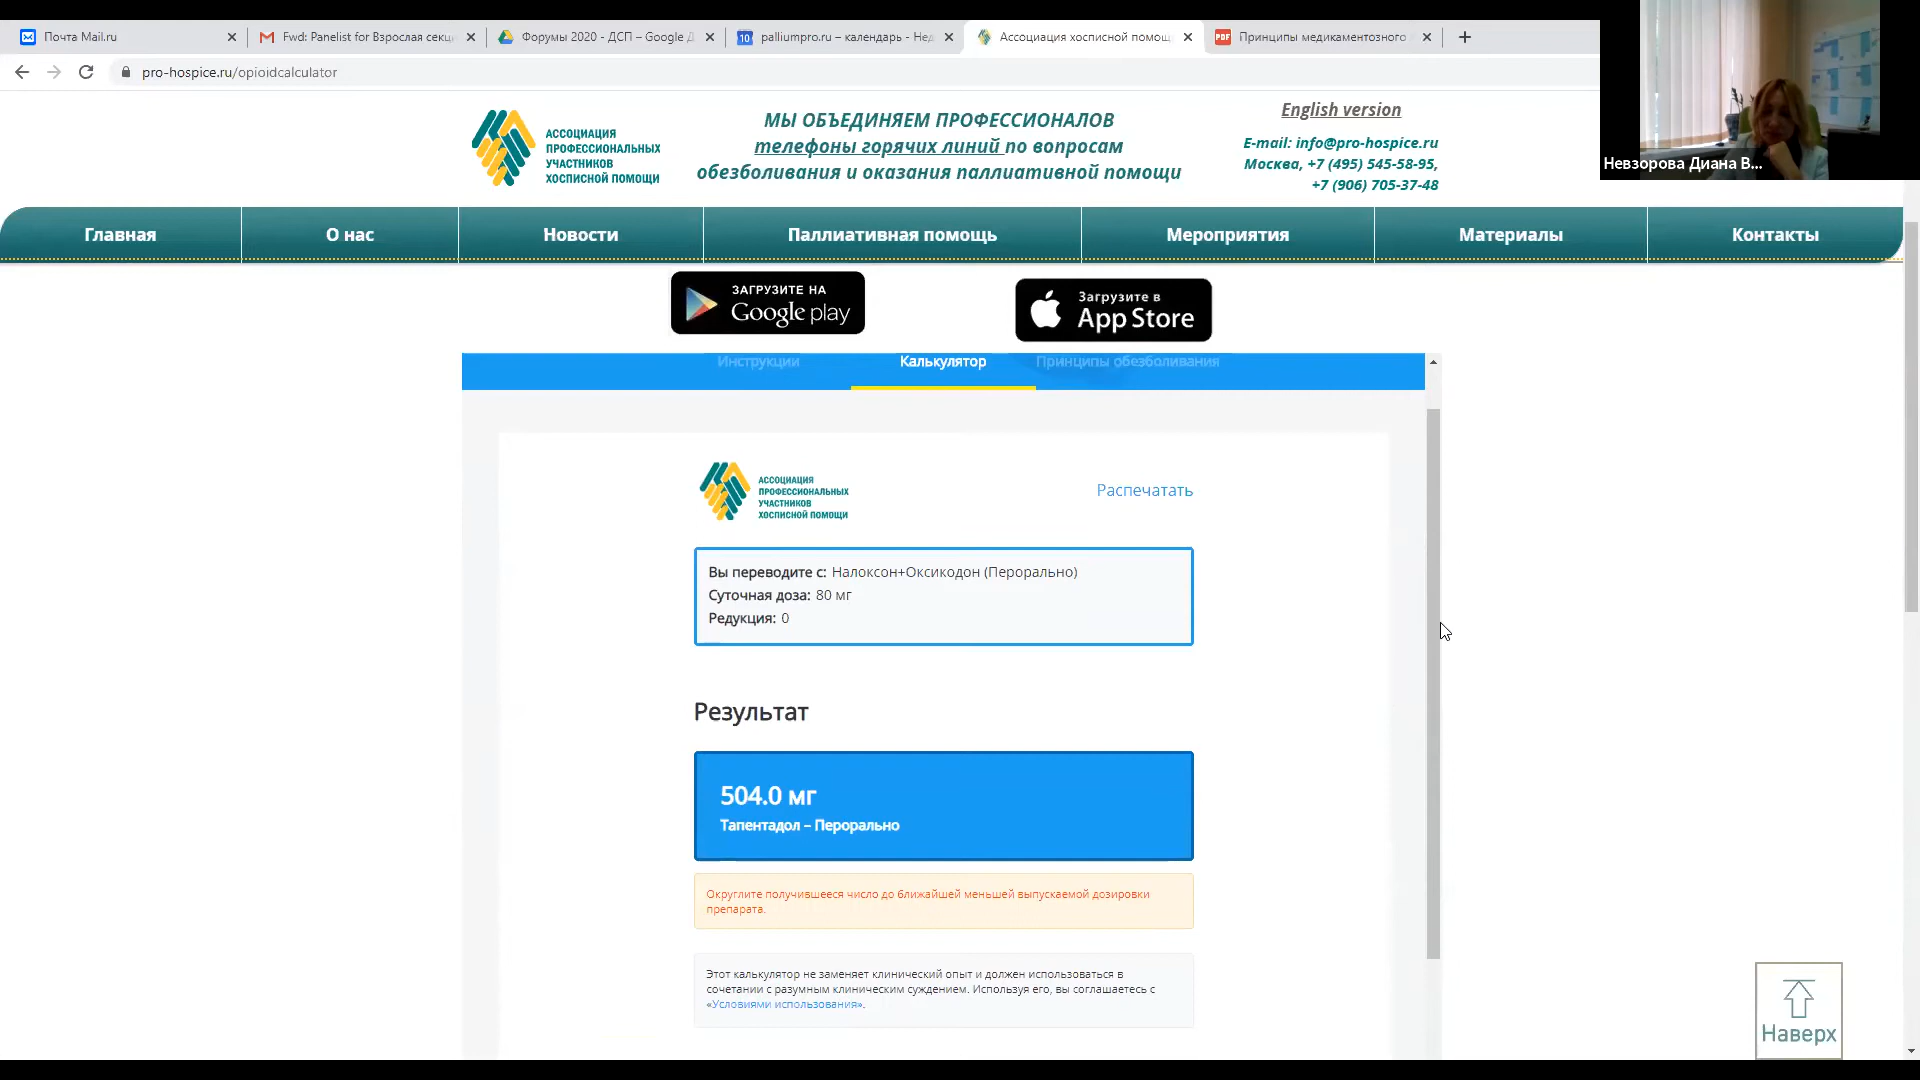 Почта Mail.ru
Fwd: Panelist for Взрослая секци
Форумы 2020 - ДСП – Google Д
palliumpro.ru – календарь - Нед
Ассоциация хосписной помощ
Принципы медикаментозного
pro-hospice.ru/opioidcalculator
АССОЦИАЦИЯ
ПРОФЕССИОНАЛЬНЫХ
УЧАСТНИКОВ
ХОСПИСНОЙ ПОМОЩИ
МЫ ОБЪЕДИНЯЕМ ПРОФЕССИОНАЛОВ
телефоны горячих линий по вопросам
обезболивания и оказания паллиативной помощи
English version
E-mail: info@pro-hospice.ru
Москва, +7 (495) 545-58-95,
+7 (906) 705-37-48
Невзорова Диана В...
Главная
О нас
Новости
Паллиативная помощь
Мероприятия
Материалы
Контакты
ЗАГРУЗИТЕ НА
Google play
Загрузите в
App Store
Инструкции
Калькулятор
Принципы обезболивания
АССОЦИАЦИЯ
ПРОФЕССИОНАЛЬНЫХ
УЧАСТНИКОВ
ХОСПИСНОЙ ПОМОЩИ
Распечатать
Вы переводите с: Налоксон+Оксикодон (Перорально)
Суточная доза: 80 мг
Редукция: 0
Результат
504.0 мг
Тапентадол – Перорально
Округлите получившееся число до ближайшей меньшей выпускаемой дозировки
препарата.
Этот калькулятор не заменяет клинический опыт и должен использоваться в
сочетании с разумным клиническим суждением. Используя его, вы соглашаетесь с
«Условиями использования».
Наверх